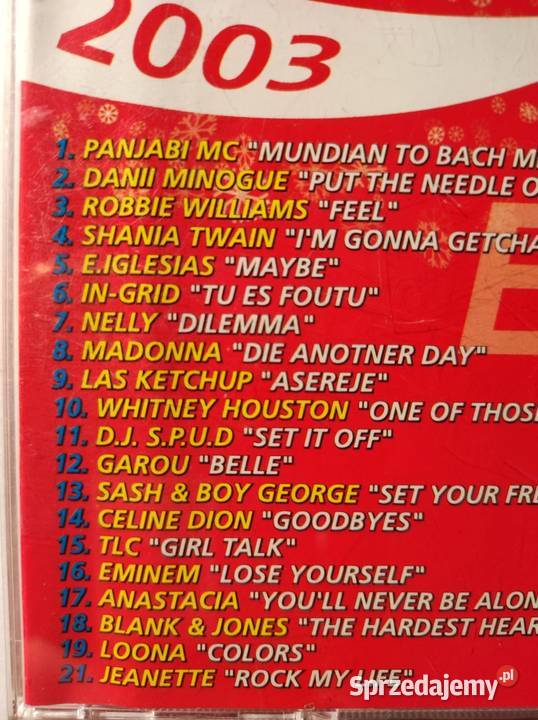 2003
1. PANJABI MC "MUNDIAN TO BACH
2. DANII MINOGUE "PUT THE NEEDLE O
3. ROBBIE WILLIAMS "FEEL"
4. SHANIA TWAIN "I'M GONNA GETCHA
5. E.IGLESIAS "MAYBE"
6. IN-GRID "TU ES FOUTU"
7. NELLY "DILEMMA"
8. MADONNA "DIE ANOTNER DAY"
9. LAS KETCHUP "ASEREJE"
10. WHITNEY HOUSTON "ONE OF THOSE
11. D.J. S.P.U.D "SET IT OFF"
12. GAROU "BELLE"
13. SASH & BOY GEORGE "SET YOUR FRE
14. CELINE DION "GOODBYES"
15. TLC "GIRL TALK"
16. EMINEM "LOSE YOURSELF"
17. ANASTACIA "YOU'LL NEVER BE ALON
18. BLANK & JONES "THE HARDEST HEAR
19. LOONA "COLORS"
21. JEANETTE "ROCK MY LIFE"
Sprzedajemy.pl